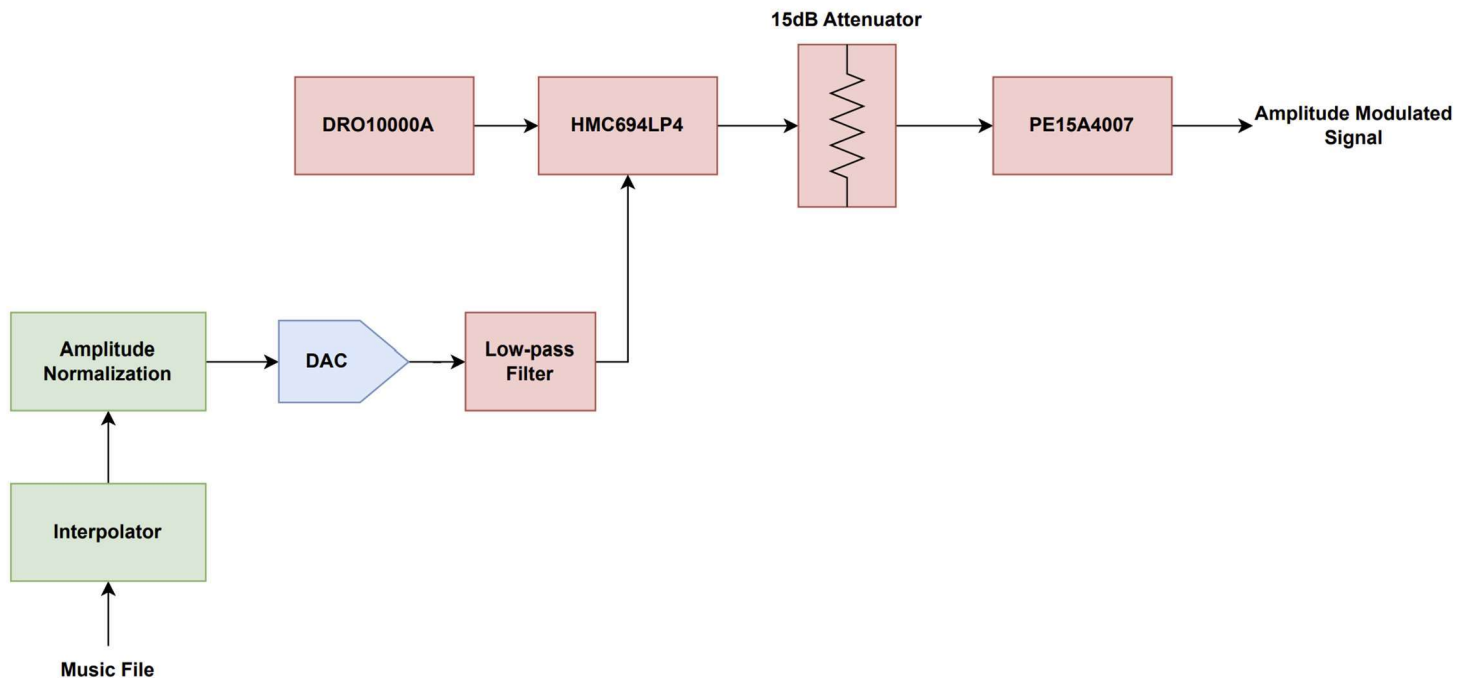 15dB Attenuator
DRO10000A
HMC694LP4
PE15A4007
Amplitude Modulated
Signal
Amplitude
Normalization
DAC
Low-pass
Filter
Interpolator
Music File